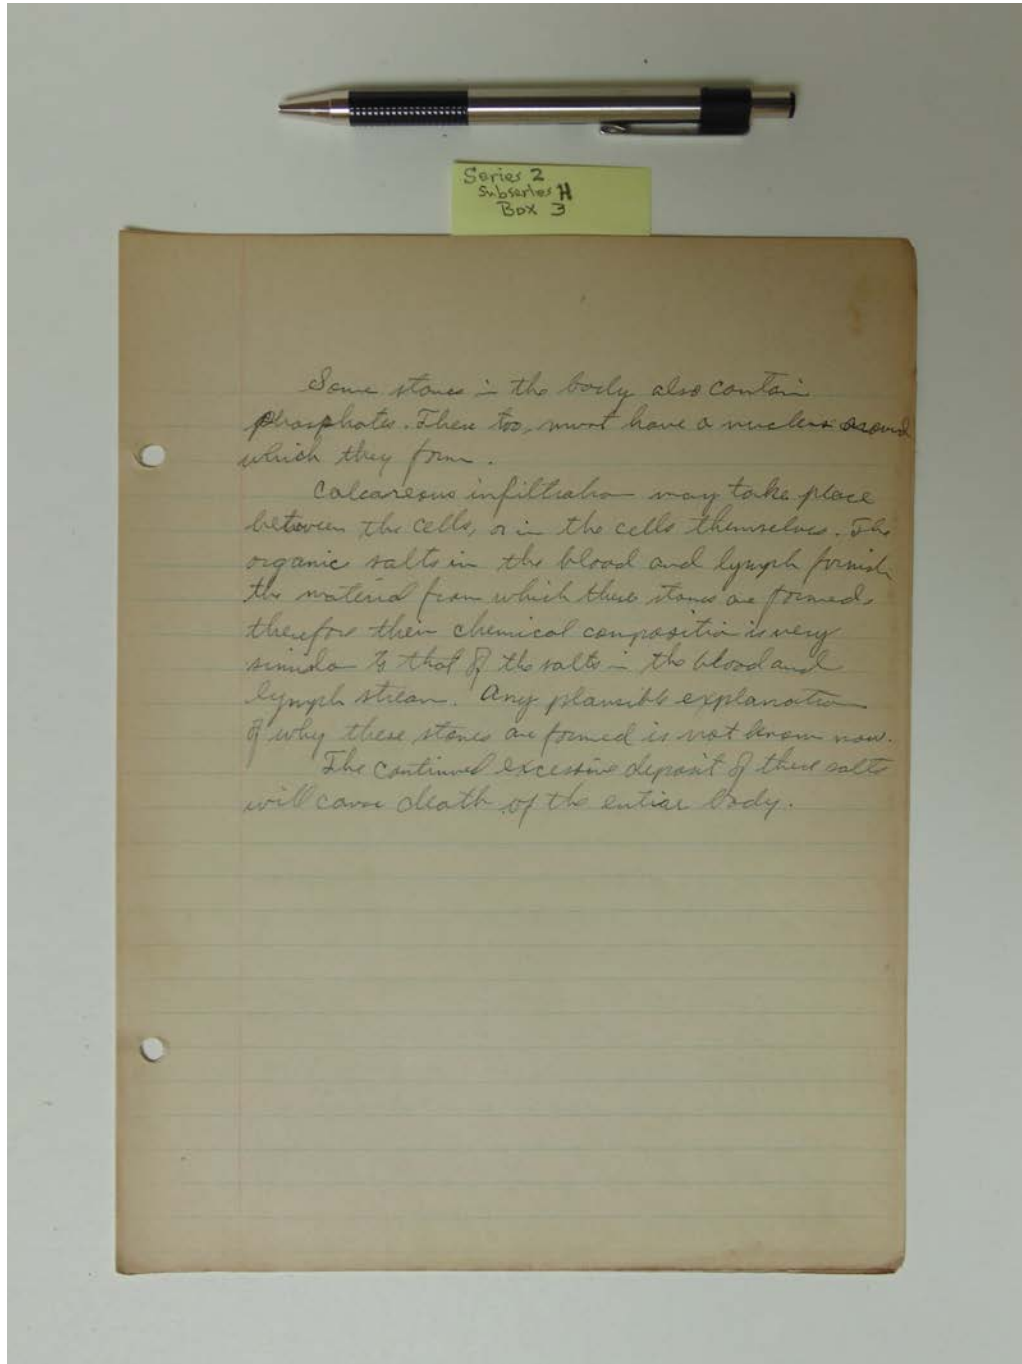 Series 2
Subseries H
Box 3
Some stones in the body also contain
phosphates. These too, must have a nucleus around
which they form.
Calcareous infiltration may take place
between the cells, or in the cells themselves. The
organic salts in the blood and lymph furnish
the material from which these stones are formed,
therefore their chemical composition is very
similar to that of the salts in the blood and
lymph stream. Any plausible explanation
of why these stones are formed is not known now.
The continued excessive deposit of these salts
will cause death of the entiar body.